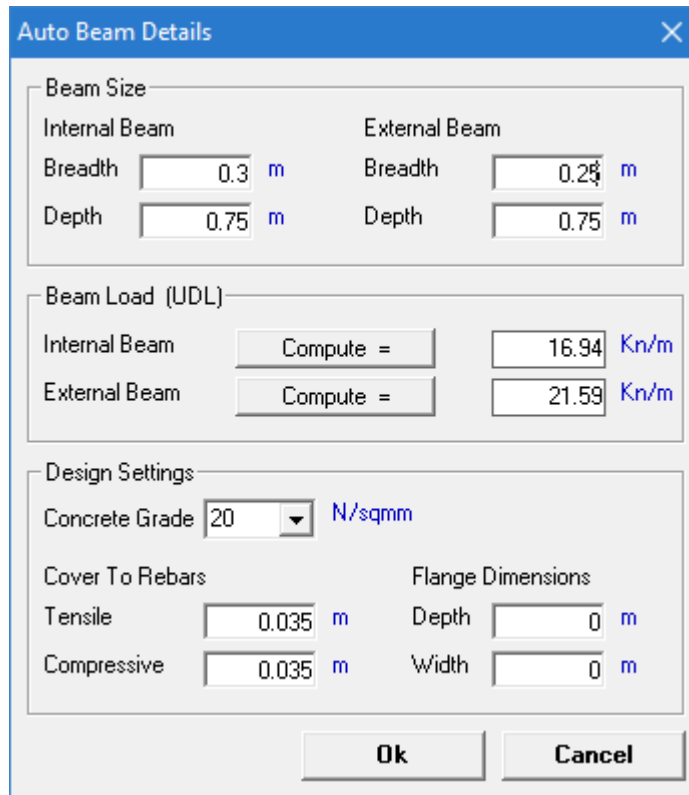 Auto Beam Details
Beam Size
Internal Beam External Beam
Breadth 0.3 m Breadth 0.25 m
Depth 0.75 m Depth 0.75 m
Beam Load (UDL)
Internal Beam Compute = 16.94 Kn/m
External Beam Compute = 21.59 Kn/m
Design Settings
Concrete Grade 20 N/sqmm
Cover To Rebars Flange Dimensions
Tensile 0.035 m Depth 0 m
Compressive 0.035 m Width 0 m
Ok Cancel